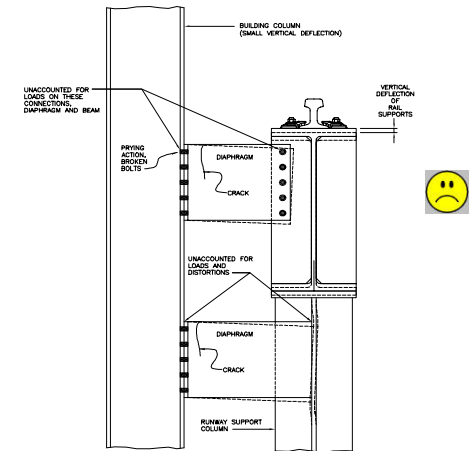 BUILDING COLUMN
(SMALL VERTICAL DEFLECTION)
UNACCOUNTED FOR
LOADS ON THESE
CONNECTIONS,
DIAPHRAGM AND BEAM
VERTICAL
DEFLECTION
OF
RAIL
SUPPORTS
PRYING
ACTION,
BROKEN
BOLTS
DIAPHRAGM
CRACK
UNACCOUNTED FOR
LOADS AND
DISTORTIONS
DIAPHRAGM
CRACK
RUNWAY SUPPORT
COLUMN